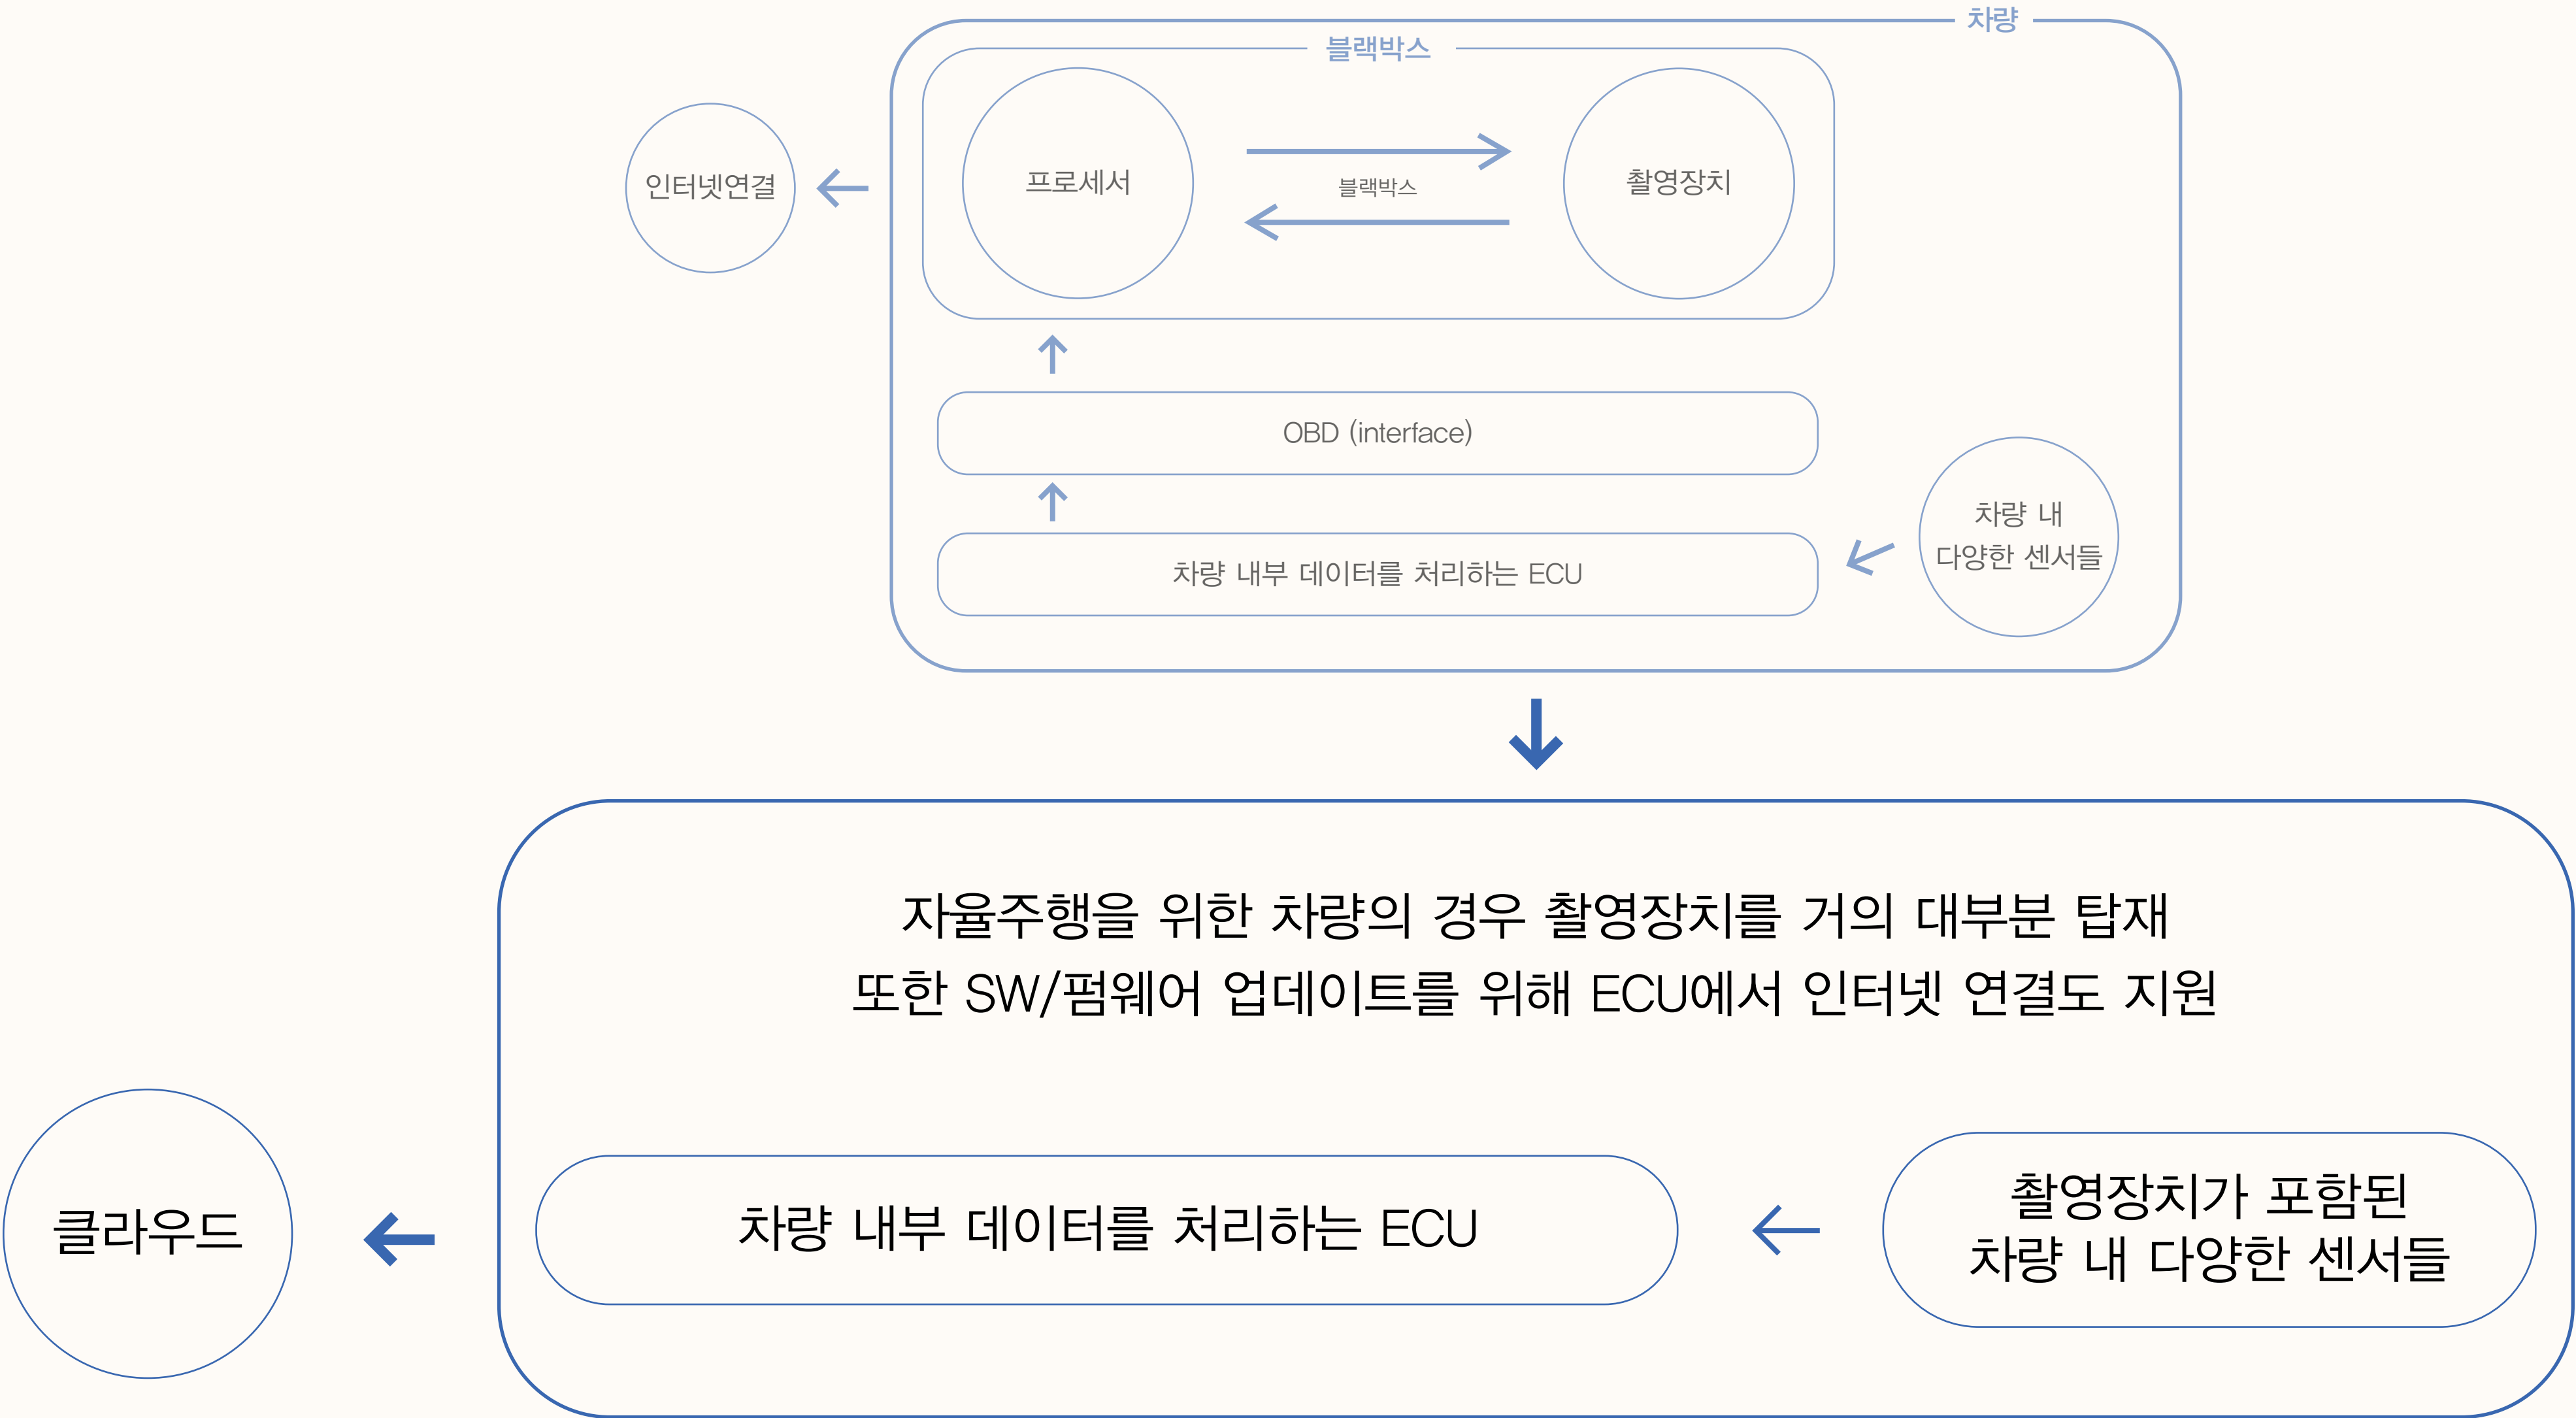 차량
블랙박스
인터넷연결
프로세서
블랙박스
촬영장치
OBD (interface)
차량 내
다양한 센서들
차량 내부 데이터를 처리하는 ECU
자율주행을 위한 차량의 경우 촬영장치를 거의 대부분 탑재
또한 SW/펌웨어 업데이트를 위해 ECU에서 인터넷 연결도 지원
클라우드
차량 내부 데이터를 처리하는 ECU
촬영장치가 포함된
차량 내 다양한 센서들